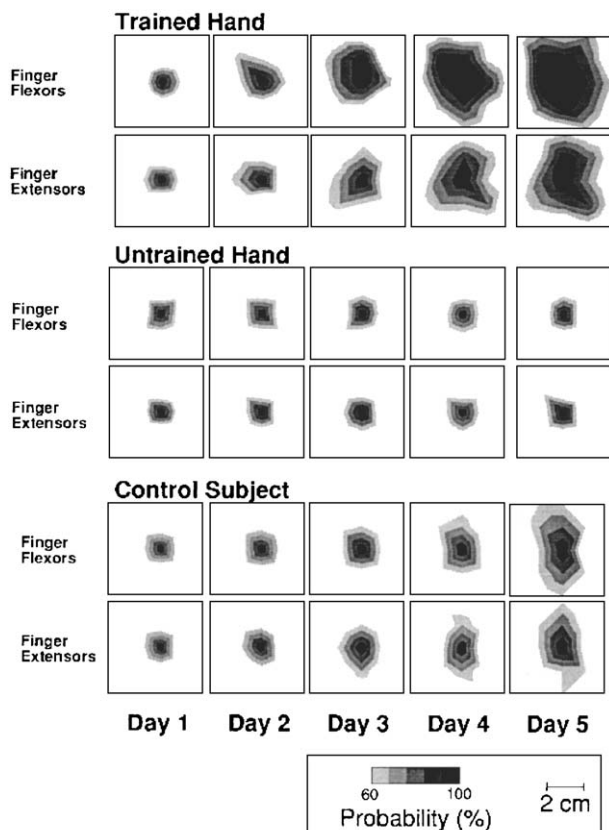 Trained Hand
Finger
Flexors
Finger
Extensors
Untrained Hand
Finger
Flexors
Finger
Extensors
Control Subject
Finger
Flexors
Finger
Extensors
Day 1 Day 2 Day 3 Day 4 Day 5
60 100
Probability (%)
2 cm